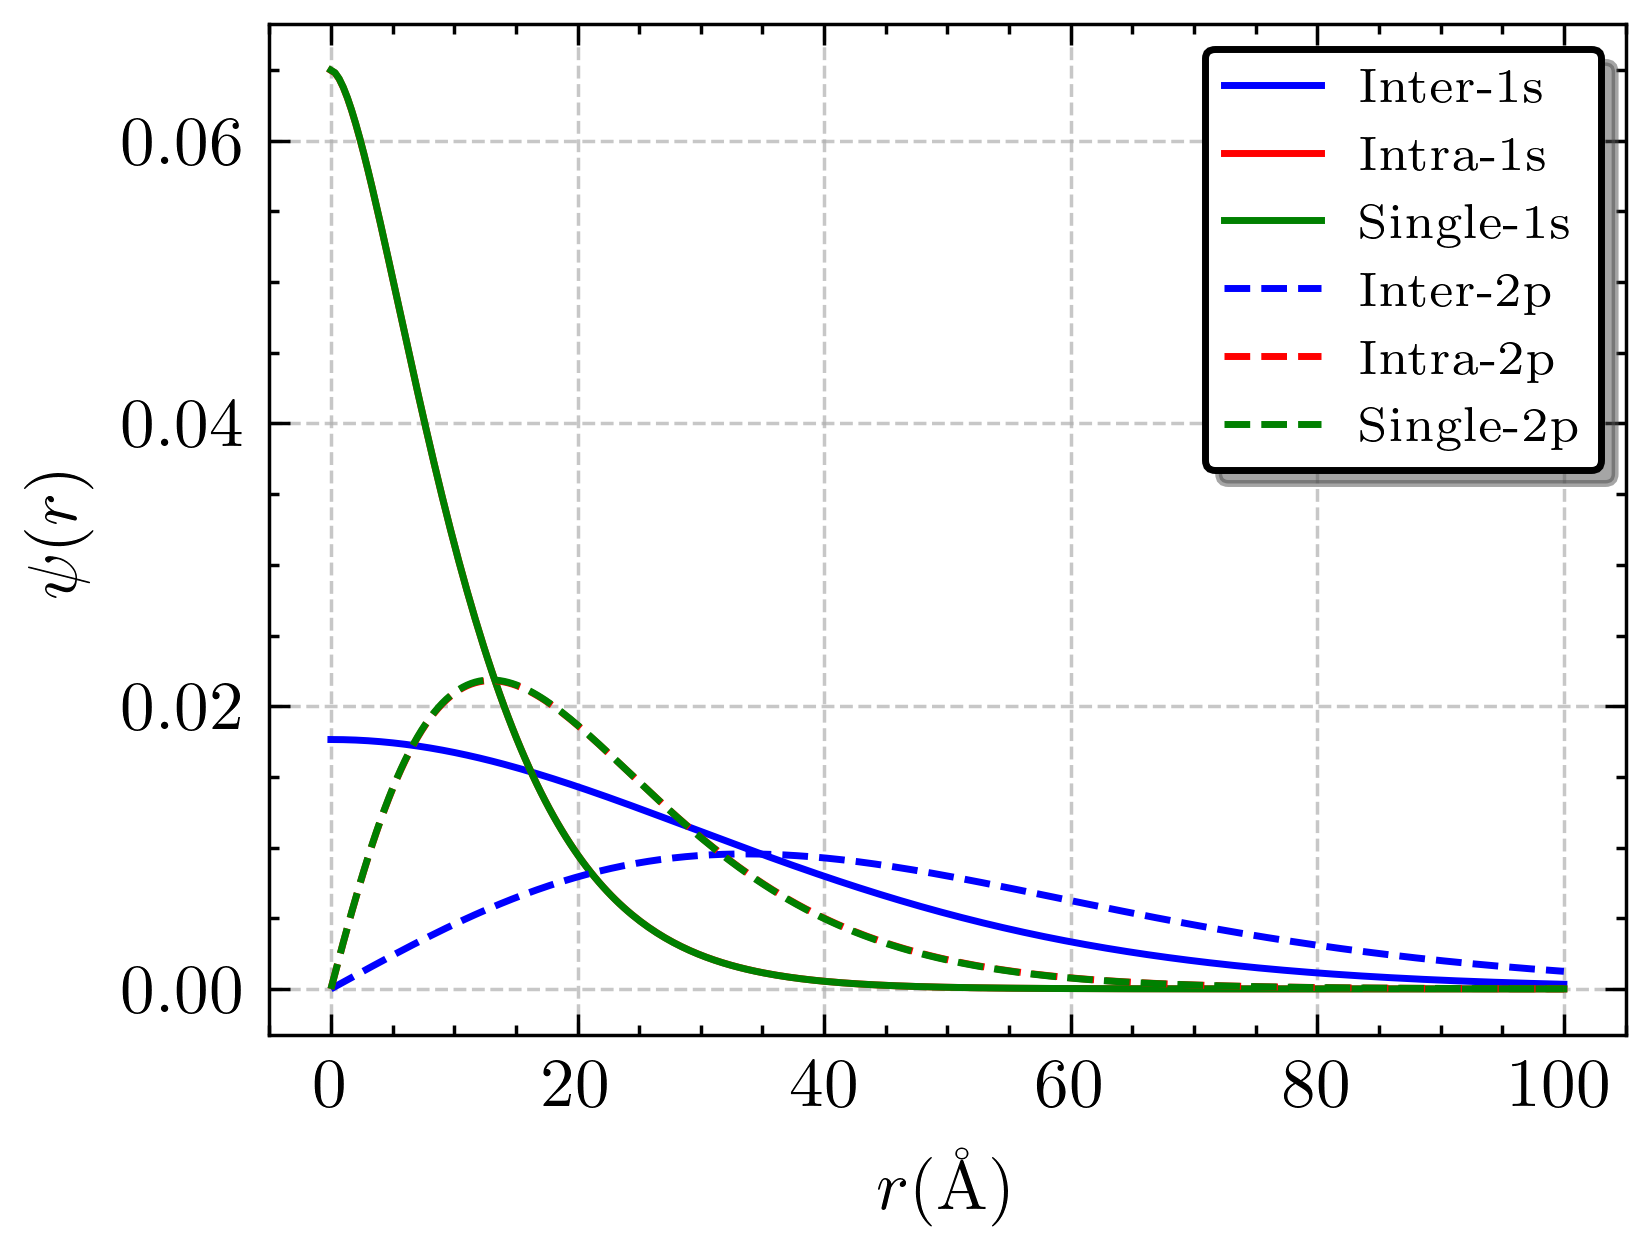 Inter-1s
Intra-1s
Single-1s
Inter-2p
Intra-2p
Single-2p
0.06
0.04
0.02
0.00
ψ(r)
0 20 40 60 80 100
r(Å)